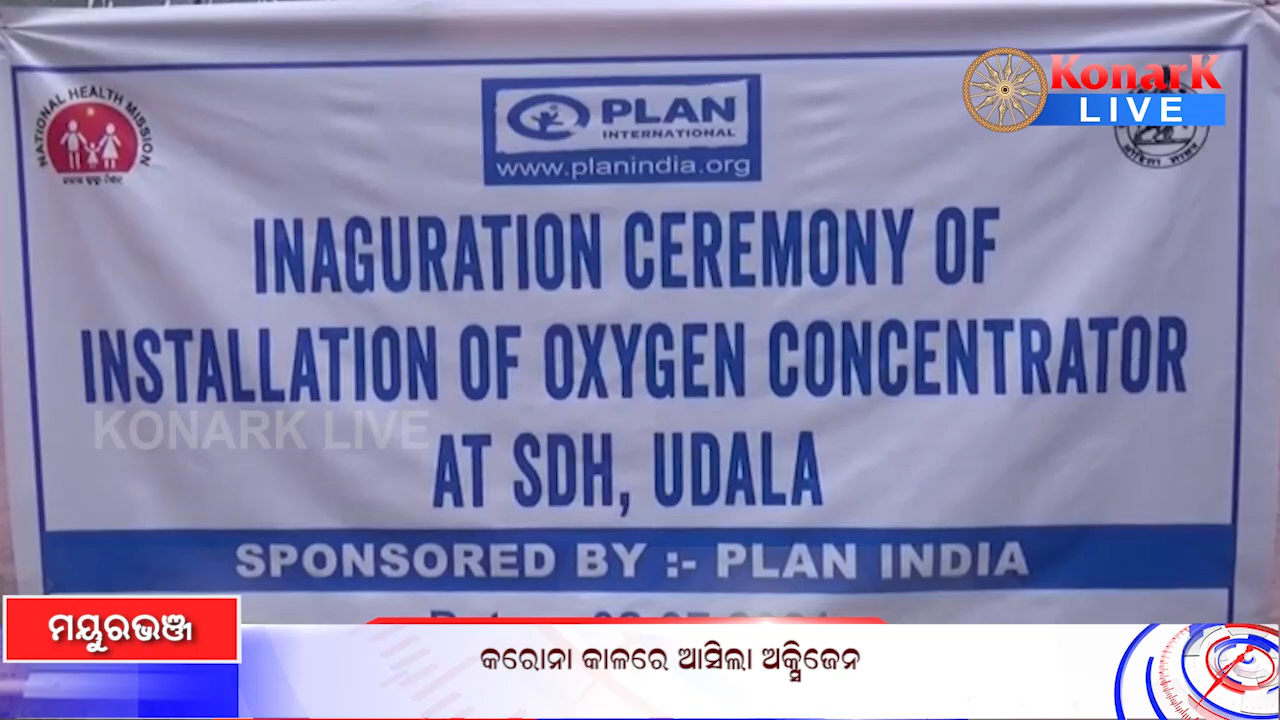 NATIONAL HEALTH MISSION
PLAN
INTERNATIONAL
www.planindia.org
KonarK
LIVE
INAGURATION CEREMONY OF
INSTALLATION OF OXYGEN CONCENTRATOR
KONARK LIVE
AT SDH, UDALA
SPONSORED BY :- PLAN INDIA
ମୟୁରଭଞ୍ଜ
କରୋନା କାଳରେ ଆସିଲା ଅକ୍ସିଜେନ